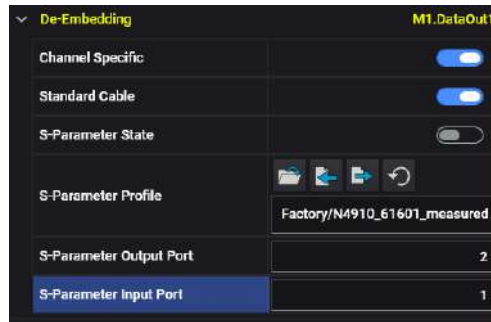 De-Embedding M1.DataOut1
Channel Specific
Standard Cable
S-Parameter State
S-Parameter Profile
Factory/N4910_61601_measured
S-Parameter Output Port 2
S-Parameter Input Port 1